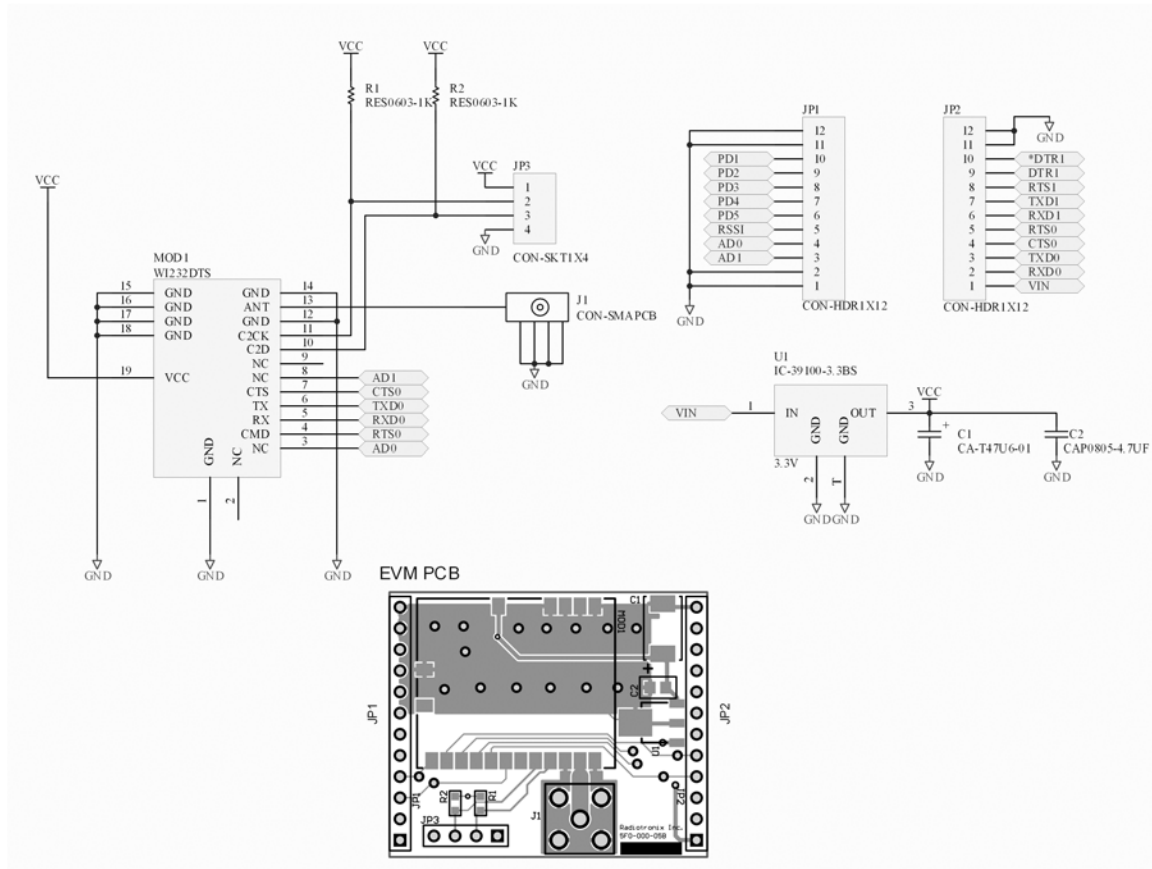 VCC
VCC
R1
RES0603-1K
R2
RES0603-1K
VCC
VCC
JP3
1
2
3
4
GND
CON-SKT1X4
JP1
12
11
PD1 10
PD2 9
PD3 8
PD4 7
PD5 6
RSSI 5
AD0 4
AD1 3
2
1
GND
CON-HDR1X12
JP2
12
11
GND
10 *DTR1
9 DTR1
8 RTS1
7 TXD1
6 RXD1
5 RTS0
4 CTS0
3 TXD0
2 RXD0
1 VIN
CON-HDR1X12
MOD1
WI232DTS
15 GND GND 14
16 GND ANT 13
17 GND GND 12
18 GND C2CK 11
C2D 10
NC 9
19 VCC NC 8 AD1
CTS 7 CTS0
TX 6 TXD0
RX 5 RXD0
CMD 4 RTS0
NC 3 AD0
GND NC
1 2
GND GND GND
J1
CON-SMAPCB
GND
U1
IC-39100-3.3BS
VIN 1 IN OUT 3
GND GND
3.3V
2 T
GND GND
VCC
+
C1
CA-T47U6-01
GND
C2
CAP0805-4.7UF
GND
EVM PCB
C1
MOD1
+
C2
JP1
JP2
U1
JP1
R2
R1
JP2
JP3
J1
Radiotronix Inc.
5F0-000-05B